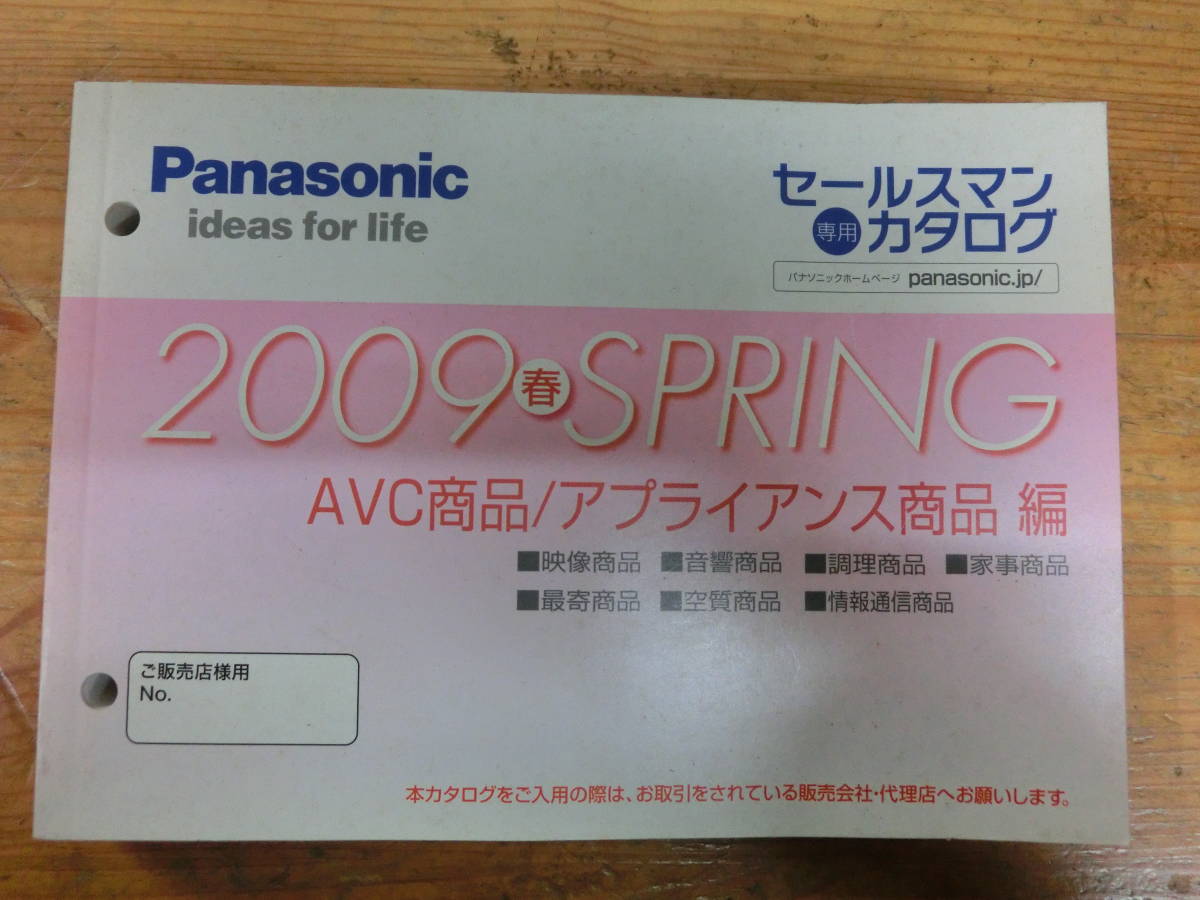 Panasonic
ideas for life
セールスマン
専用 カタログ
パナソニックホームページ panasonic.jp/
2009 春 SPRING
AVC商品/アプライアンス商品 編
■映像商品 ■音響商品 ■調理商品 ■家事商品
■最寄商品 ■空質商品 ■情報通信商品
ご販売店様用
No.
本カタログをご入用の際は、お取引をされている販売会社・代理店へお願いします。